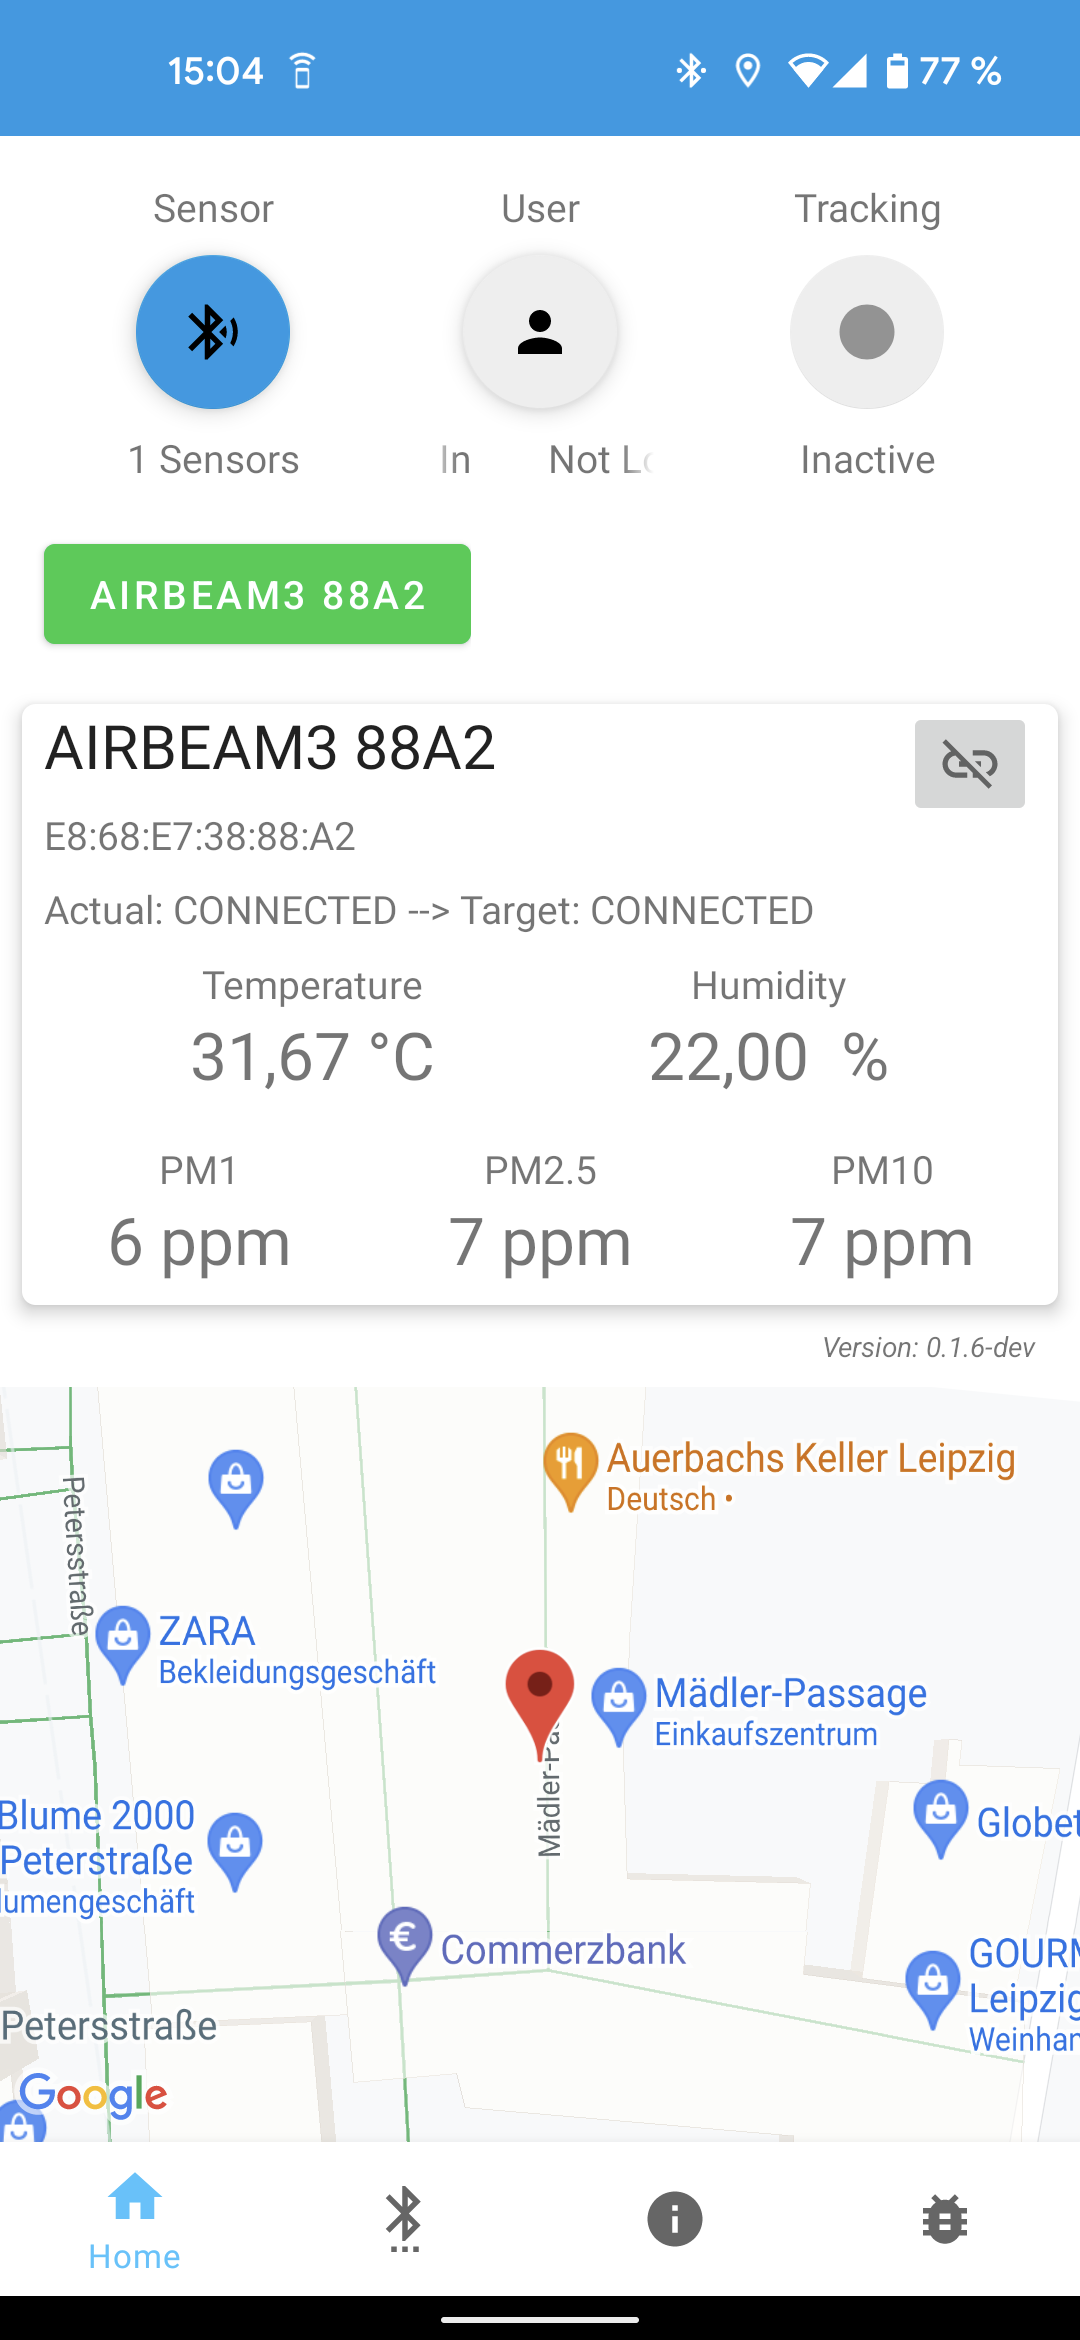 15:04
77 %
Sensor
User
Tracking
1 Sensors
In Not L
Inactive
AIRBEAM3 88A2
AIRBEAM3 88A2
E8:68:E7:38:88:A2
Actual: CONNECTED --> Target: CONNECTED
Temperature
Humidity
31,67 °C
22,00 %
PM1
PM2.5
PM10
6 ppm
7 ppm
7 ppm
Version: 0.1.6-dev
Auerbachs Keller Leipzig
Deutsch •
Petersstraße
ZARA
Bekleidungsgeschäft
Mädler-Passage
Einkaufszentrum
Mädler-Pas
Blume 2000
Peterstraße
lumengeschäft
Globet
€
Commerzbank
GOURM
Leipzig
Weinhan
Petersstraße
Google
Home